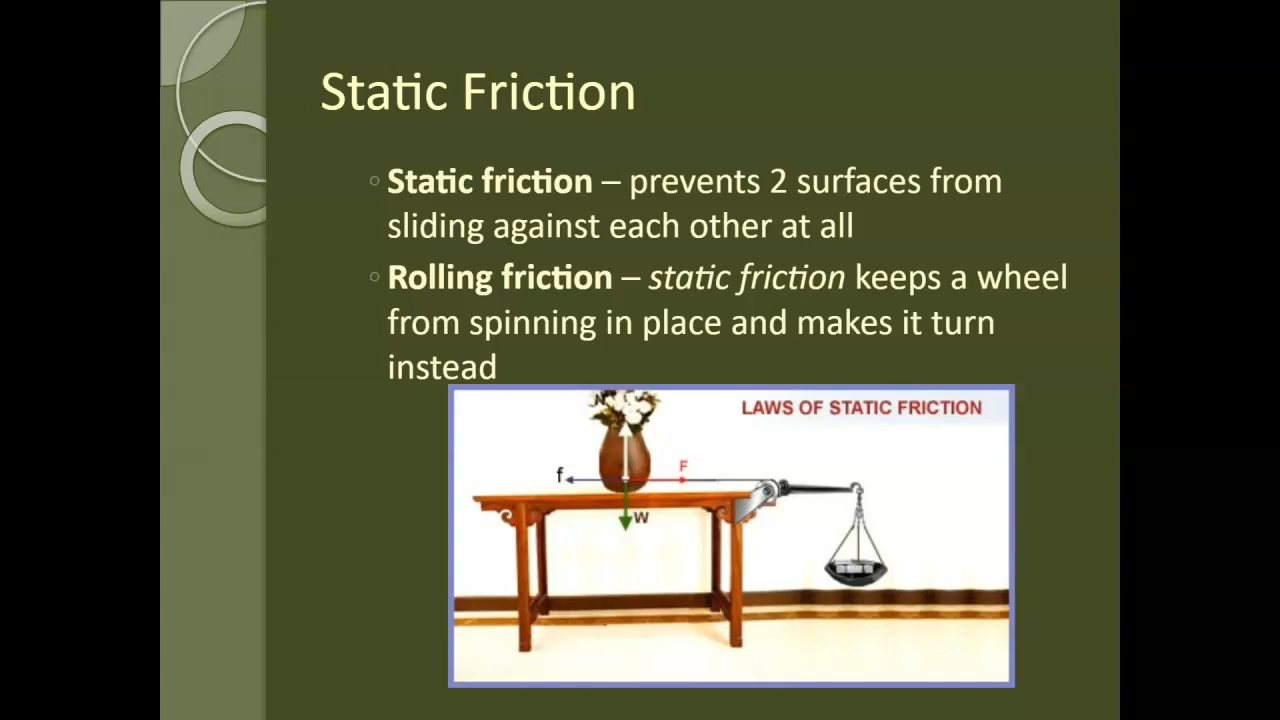 Static Friction
Static friction – prevents 2 surfaces from
sliding against each other at all
Rolling friction – static friction keeps a wheel
from spinning in place and makes it turn
instead
LAWS OF STATIC FRICTION
N
f
F
W